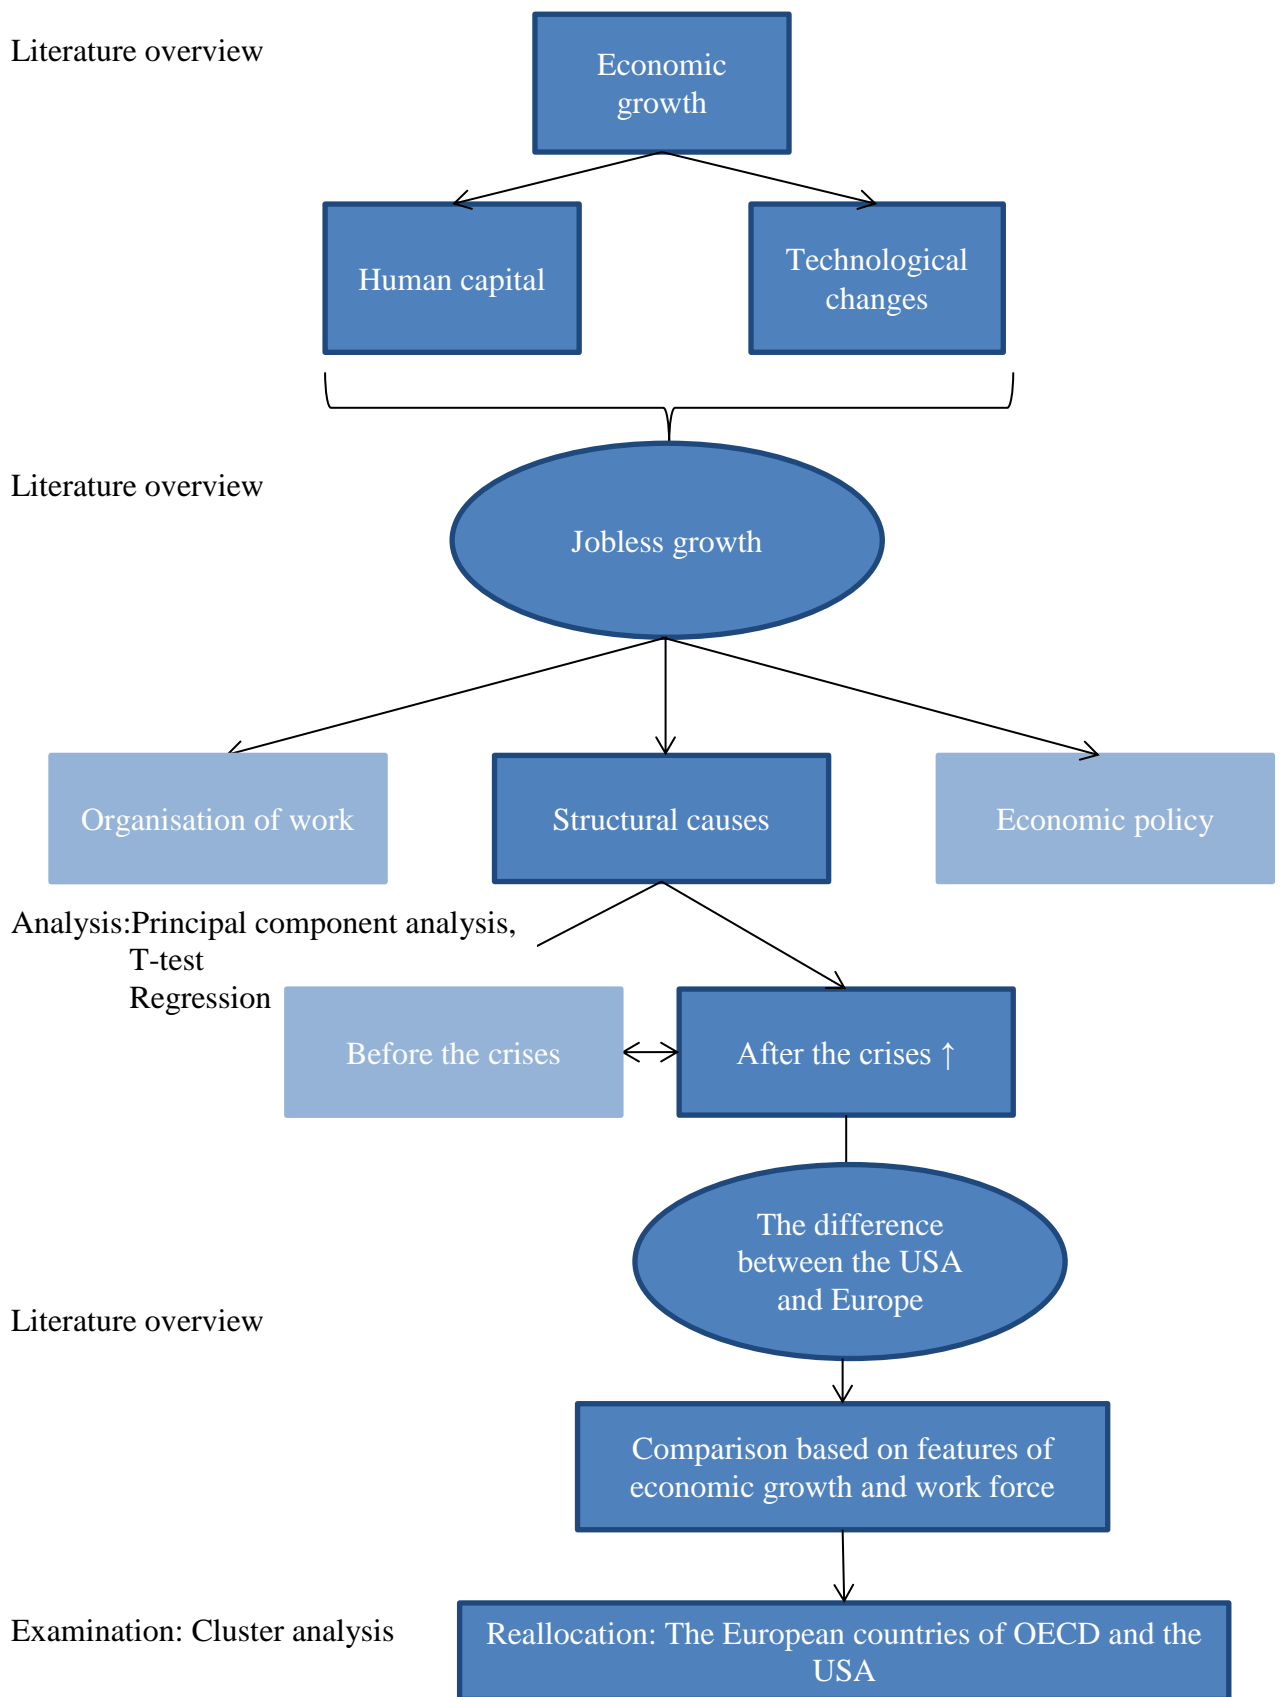 Literature overview
Economic
growth
Human capital
Technological
changes
Literature overview
Jobless growth
Organisation of work
Structural causes
Economic policy
Analysis:Principal component analysis,
T-test
Regression
Before the crises
After the crises ↑
The difference
between the USA
and Europe
Literature overview
Comparison based on features of
economic growth and work force
Examination: Cluster analysis
Reallocation: The European countries of OECD and the
USA